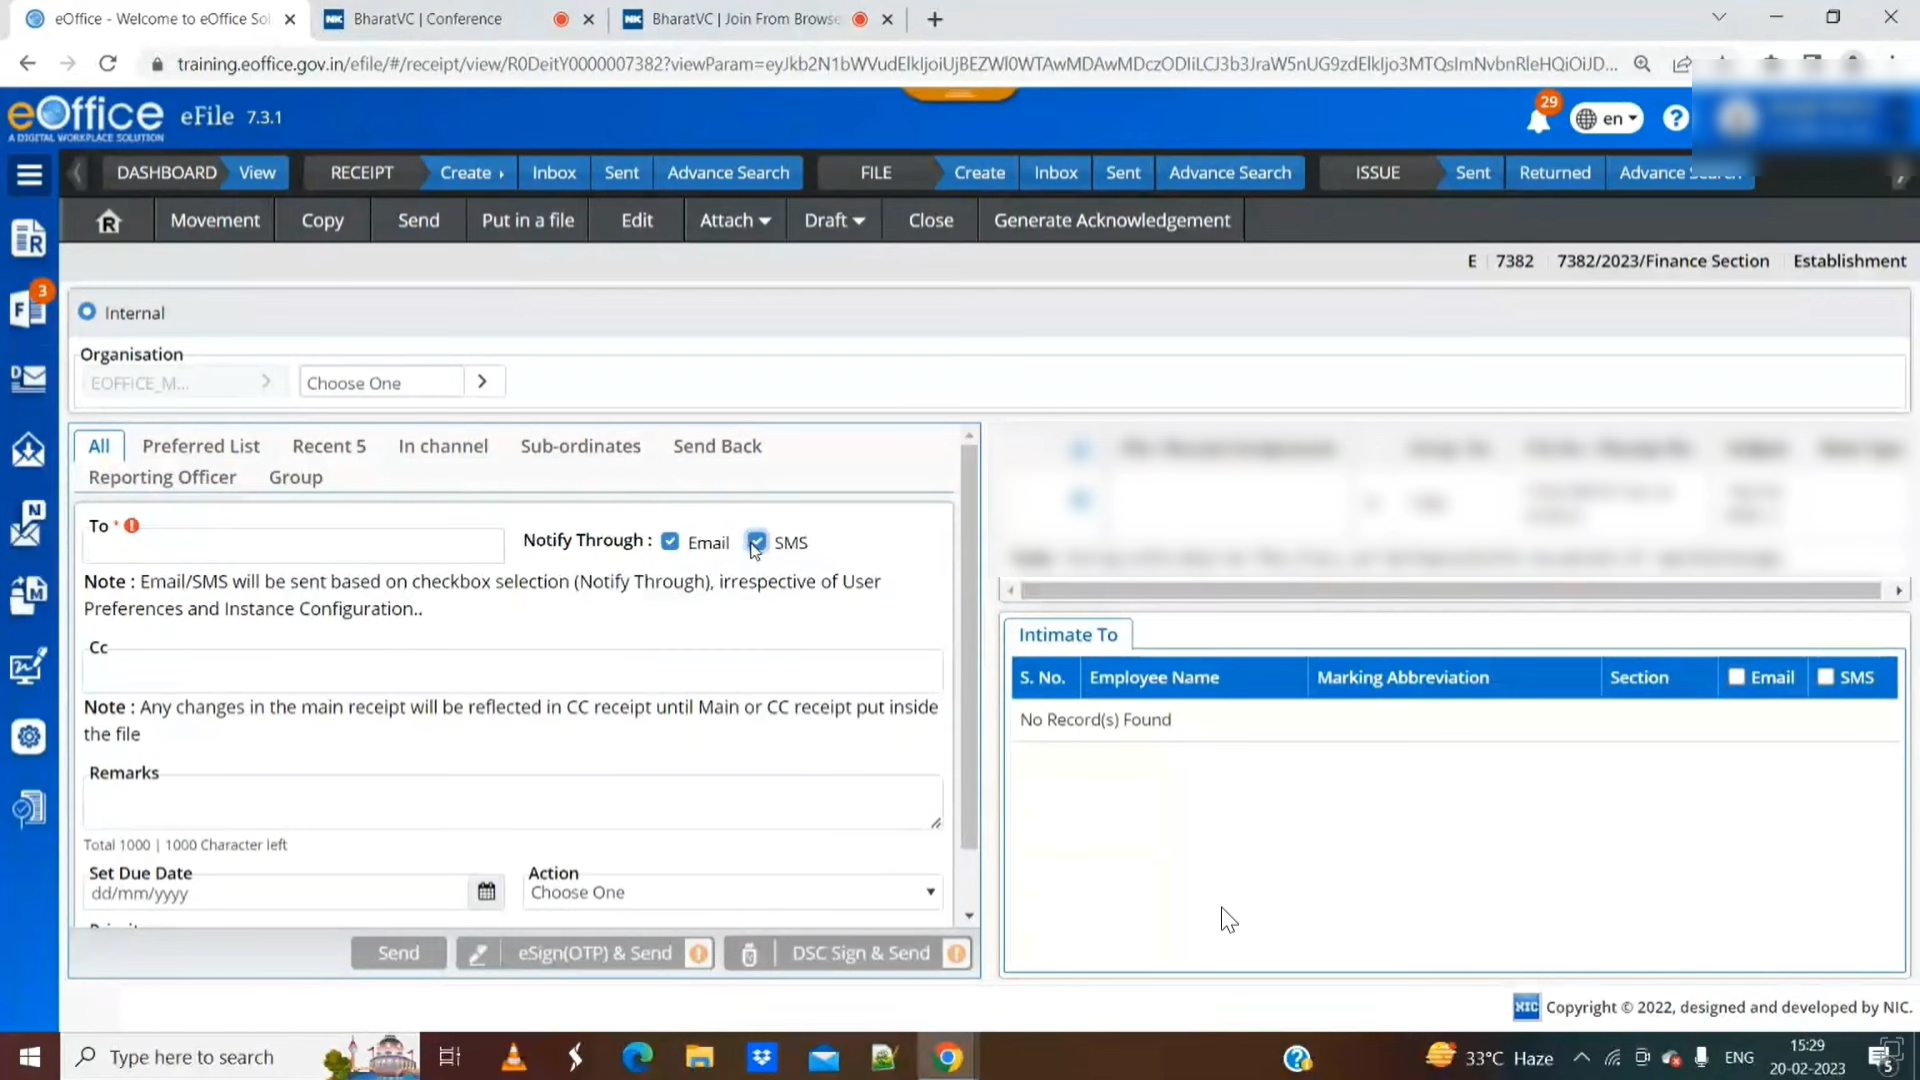 eOffice - Welcome to eOffice Sol
BharatVC | Conference
BharatVC | Join From Browse
training.eoffice.gov.in/efile/#/receipt/view/
eOffice eFile 7.3.1
A DIGITAL WORKPLACE SOLUTION
29
en
?
DASHBOARD View RECEIPT Create Inbox Sent Advance Search FILE Create Inbox Sent Advance Search ISSUE Sent Returned Advance
Movement Copy Send Put in a file Edit Attach Draft Close Generate Acknowledgement
E 7382 7382/2023/Finance Section Establishment
3
Internal
Organisation
EOFFICE_M... Choose One
All Preferred List Recent 5 In channel Sub-ordinates Send Back
Reporting Officer Group
To *
Notify Through : Email SMS
Note : Email/SMS will be sent based on checkbox selection (Notify Through), irrespective of User
Preferences and Instance Configuration..
Cc
Note : Any changes in the main receipt will be reflected in CC receipt until Main or CC receipt put inside
the file
Remarks
Total 1000 | 1000 Character left
Set Due Date
dd/mm/yyyy
Action
Choose One
Send eSign(OTP) & Send DSC Sign & Send
Intimate To
S. No. Employee Name Marking Abbreviation Section Email SMS
No Record(s) Found
NIC Copyright © 2022, designed and developed by NIC.
Type here to search
33°C Haze
ENG
15:29
20-02-2023
5